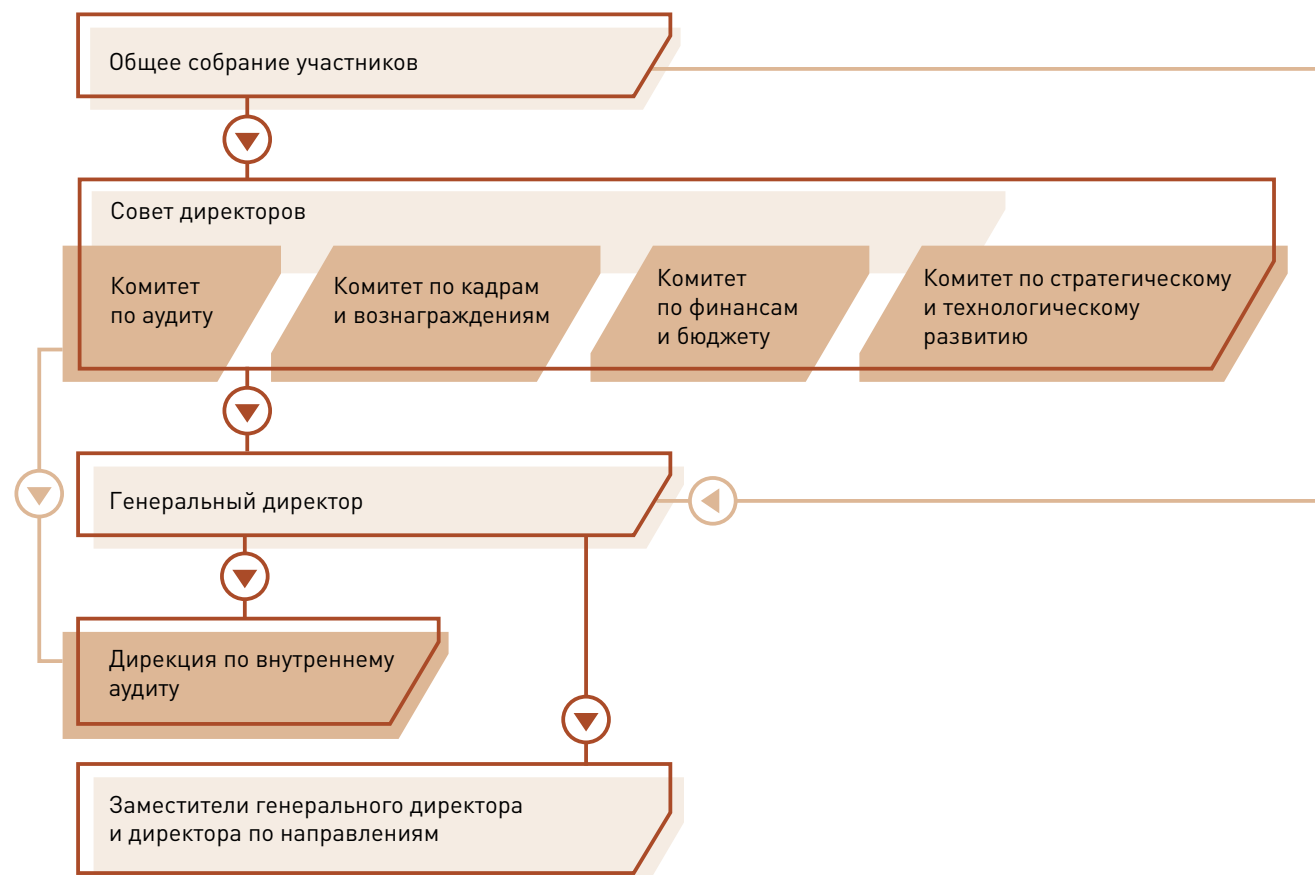 Общее собрание участников
Совет директоров
Комитет
по аудиту
Комитет по кадрам
и вознаграждениям
Комитет
по финансам
и бюджету
Комитет по стратегическому
и технологическому
развитию
Генеральный директор
Дирекция по внутреннему
аудиту
Заместители генерального директора
и директора по направлениям